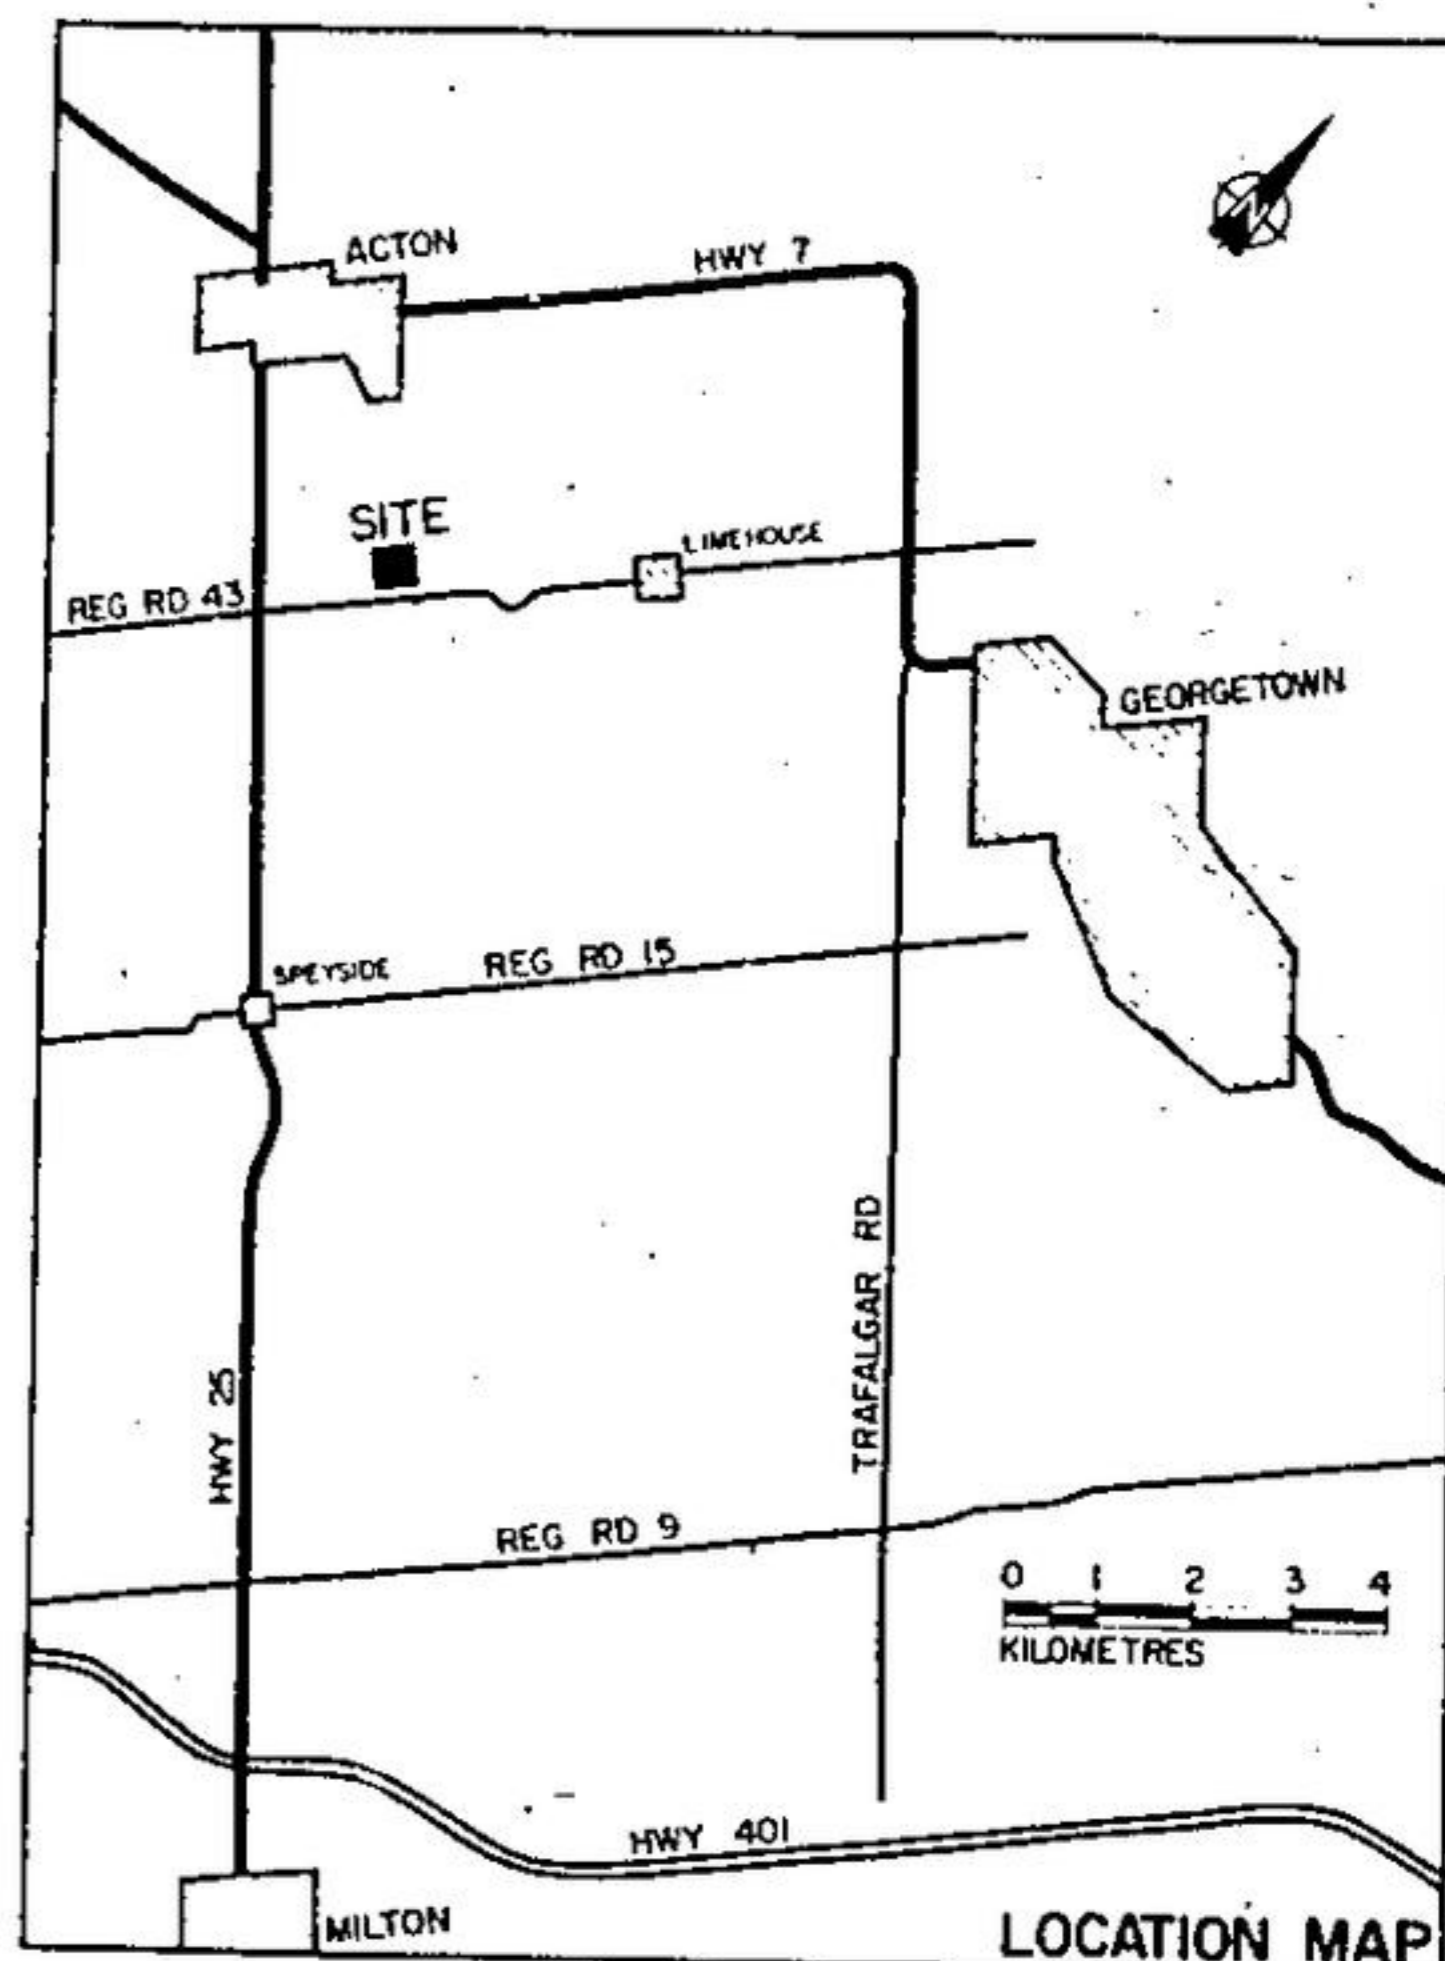 N
ACTON
HWY 7
SITE
LIMEHOUSE
REG RD 43
GEORGETOWN
SPEYSIDE
REG RD 15
TRAFALGAR RD
HWY 25
REG RD 9
0 1 2 3 4
KILOMETRES
HWY 401
MILTON
LOCATION MAP